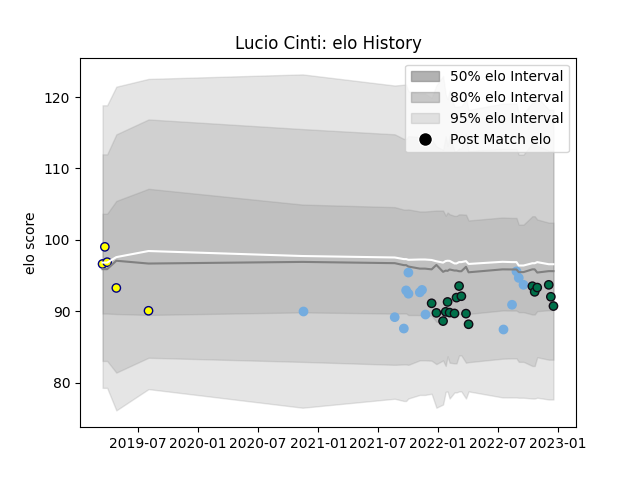 Lucio Cinti: elo History
50% elo Interval
80% elo Interval
95% elo Interval
Post Match elo
elo score
120
110
100
90
80
2019-07 2020-01 2020-07 2021-01 2021-07 2022-01 2022-07 2023-01